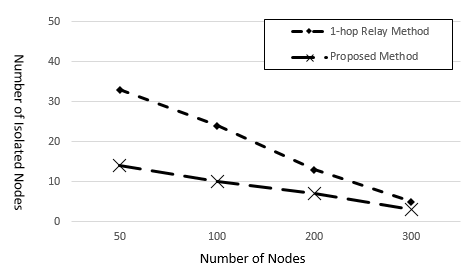 50
40
30
20
10
0
Number of Isolated Nodes
1-hop Relay Method
Proposed Method
50 100 200 300
Number of Nodes